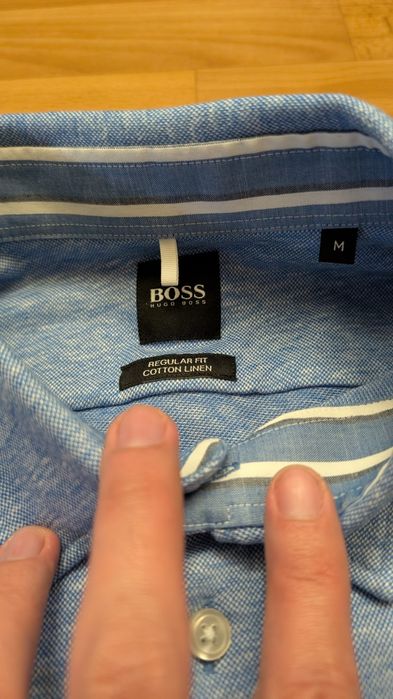 M
BOSS
HUGO BOSS
REGULAR FIT
COTTON LINEN